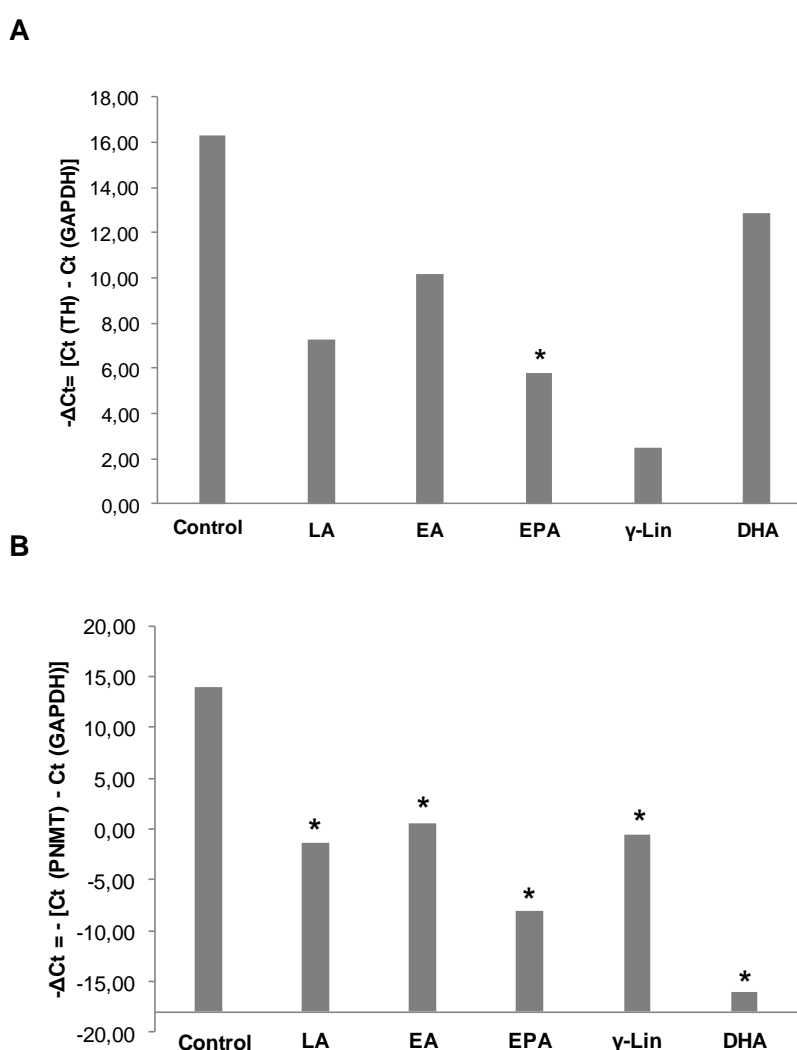 A
-ΔCt= [Ct (TH) - Ct (GAPDH)]
18,00
16,00
14,00
12,00
10,00
8,00
6,00
4,00
2,00
0,00
*
Control LA EA EPA γ-Lin DHA
B
-ΔCt = - [Ct (PNMT) - Ct (GAPDH)]
20,00
15,00
10,00
5,00
0,00
-5,00
-10,00
-15,00
-20,00
* * * * *
Control LA EA EPA γ-Lin DHA